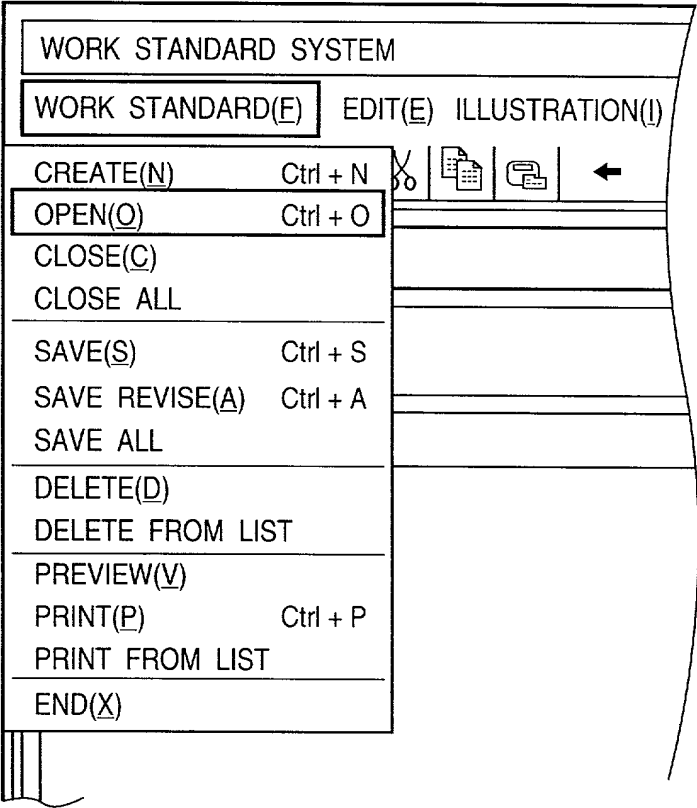 WORK STANDARD SYSTEM
WORK STANDARD(F) EDIT(E) ILLUSTRATION(I)
CREATE(N) Ctrl + N
OPEN(O) Ctrl + O
CLOSE(C)
CLOSE ALL
SAVE(S) Ctrl + S
SAVE REVISE(A) Ctrl + A
SAVE ALL
DELETE(D)
DELETE FROM LIST
PREVIEW(V)
PRINT(P) Ctrl + P
PRINT FROM LIST
END(X)